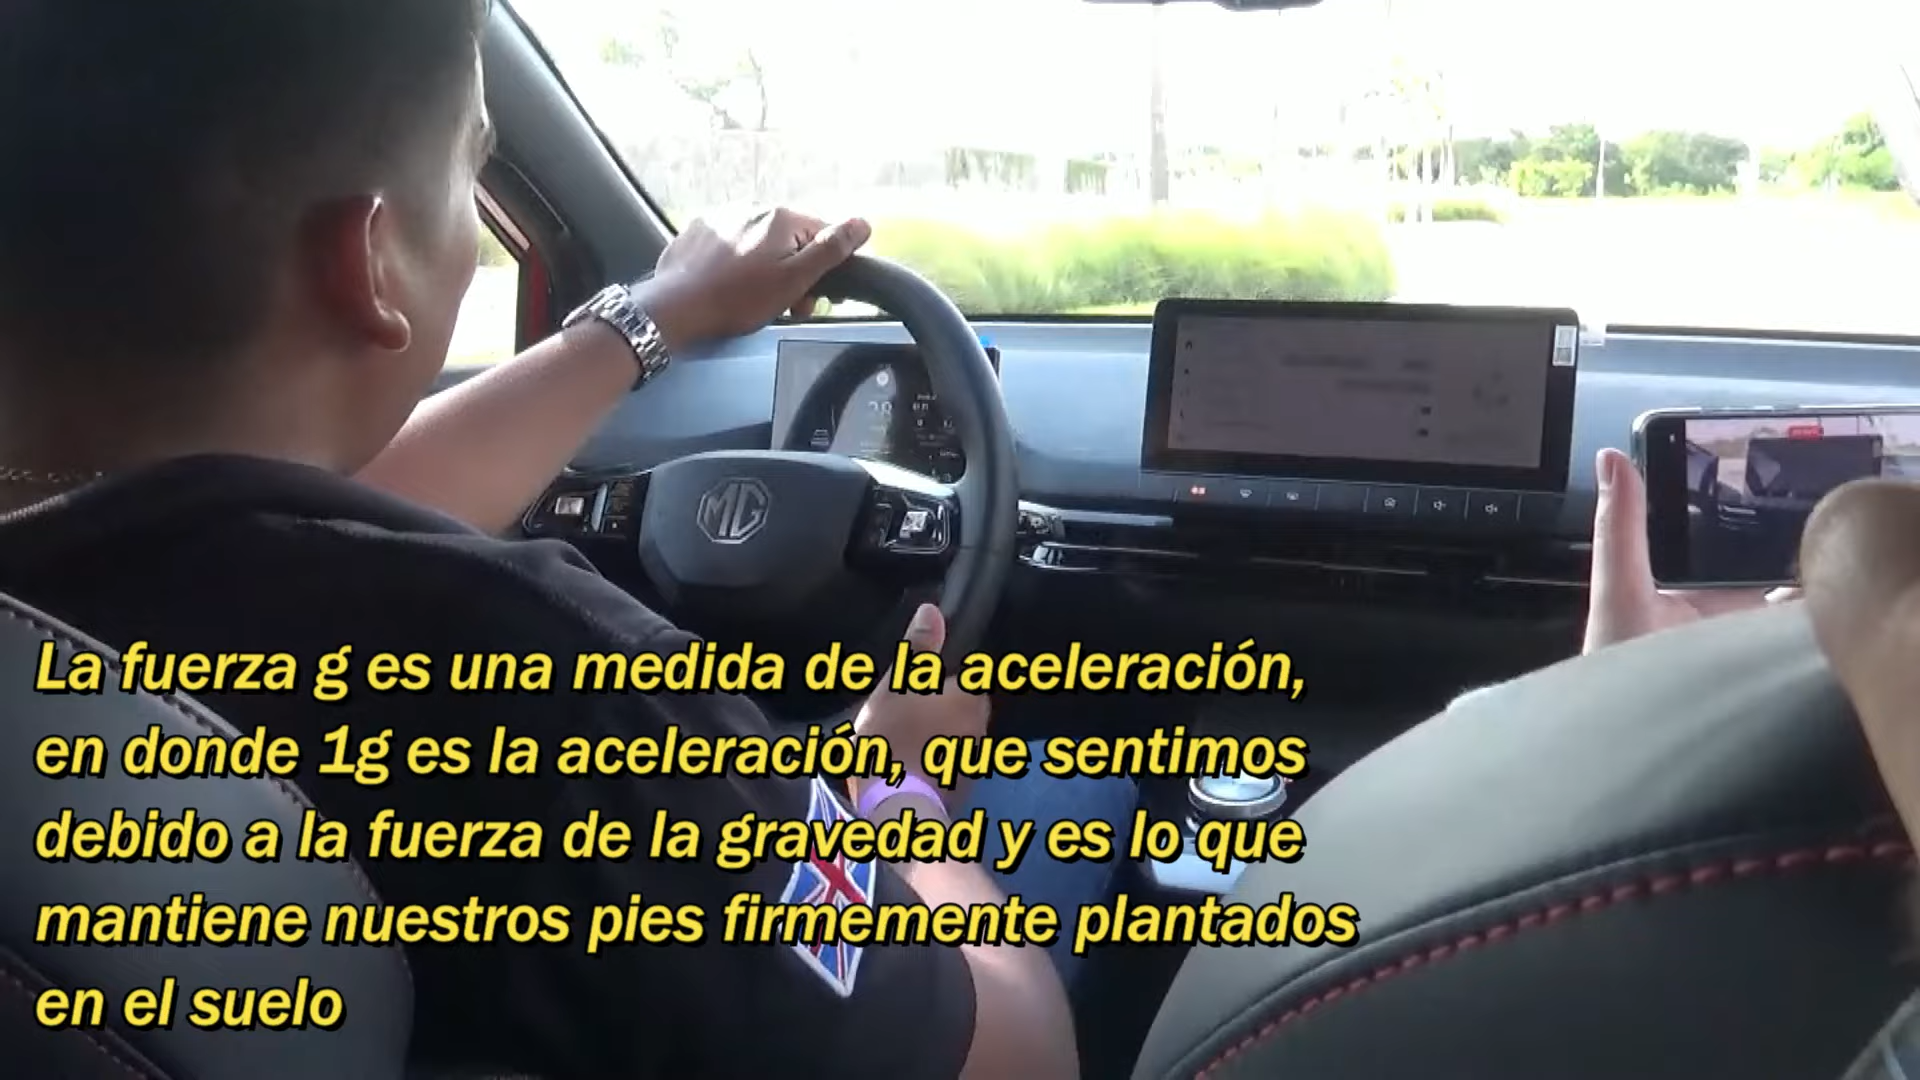 MG
La fuerza g es una medida de la aceleración,
en donde 1g es la aceleración, que sentimos
debido a la fuerza de la gravedad y es lo que
mantiene nuestros pies firmemente plantados
en el suelo